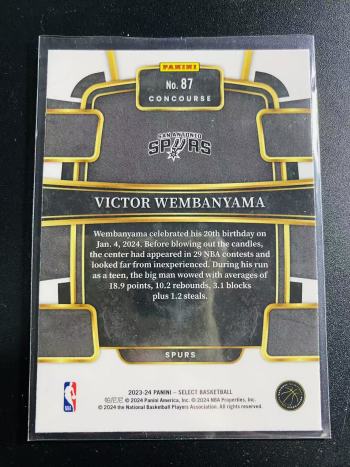 PANINI
No. 87
CONCOURSE
SAN ANTONIO
SPURS
VICTOR WEMBANYAMA
Wembanyama celebrated his 20th birthday on
Jan. 4, 2024. Before blowing out the candles,
the center had appeared in 29 NBA contests and
looked far from inexperienced. During his run
as a teen, the big man wowed with averages of
18.9 points, 10.2 rebounds, 3.1 blocks
plus 1.2 steals.
SPURS
2023-24 PANINI – SELECT BASKETBALL
帕尼尼 © 2024 Panini America, Inc. © 2024 NBA Properties, Inc.
© 2024 the National Basketball Players Association. All rights reserved.
NBA